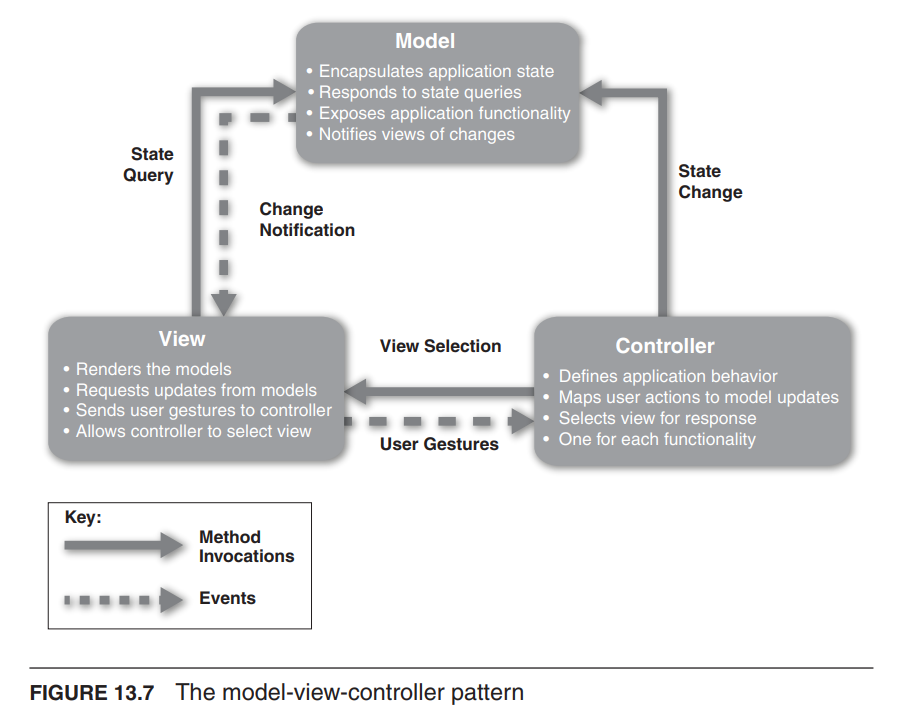 Model
• Encapsulates application state
• Responds to state queries
• Exposes application functionality
• Notifies views of changes
State
Query
Change
Notification
State
Change
View
• Renders the models
• Requests updates from models
• Sends user gestures to controller
• Allows controller to select view
View Selection
User Gestures
Controller
• Defines application behavior
• Maps user actions to model updates
• Selects view for response
• One for each functionality
Key:
Method
Invocations
Events
FIGURE 13.7 The model-view-controller pattern